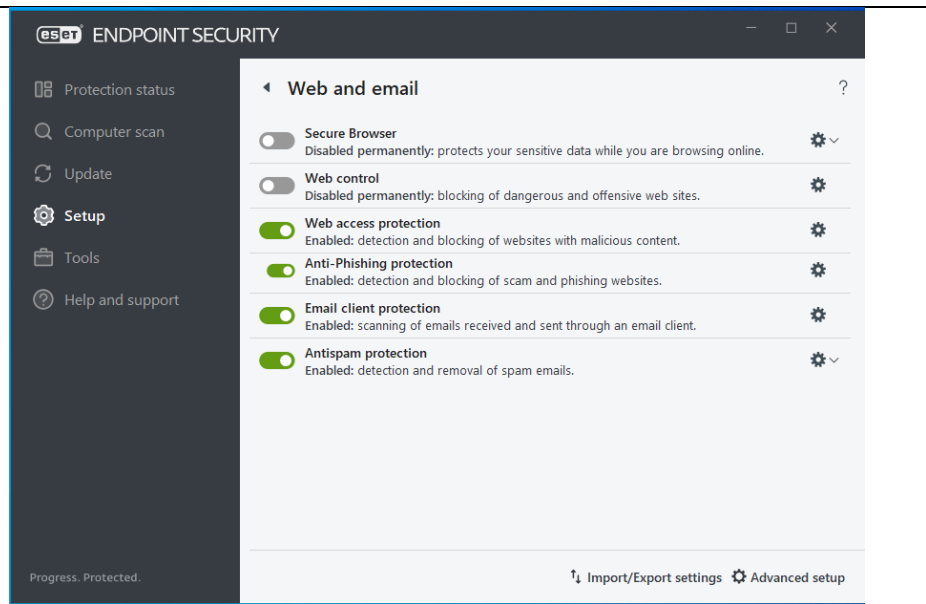 eset ENDPOINT SECURITY
Protection status
Computer scan
Update
Setup
Tools
Help and support
Progress. Protected.
Web and email
?
Secure Browser
Disabled permanently: protects your sensitive data while you are browsing online.
Web control
Disabled permanently: blocking of dangerous and offensive web sites.
Web access protection
Enabled: detection and blocking of websites with malicious content.
Anti-Phishing protection
Enabled: detection and blocking of scam and phishing websites.
Email client protection
Enabled: scanning of emails received and sent through an email client.
Antispam protection
Enabled: detection and removal of spam emails.
Import/Export settings Advanced setup